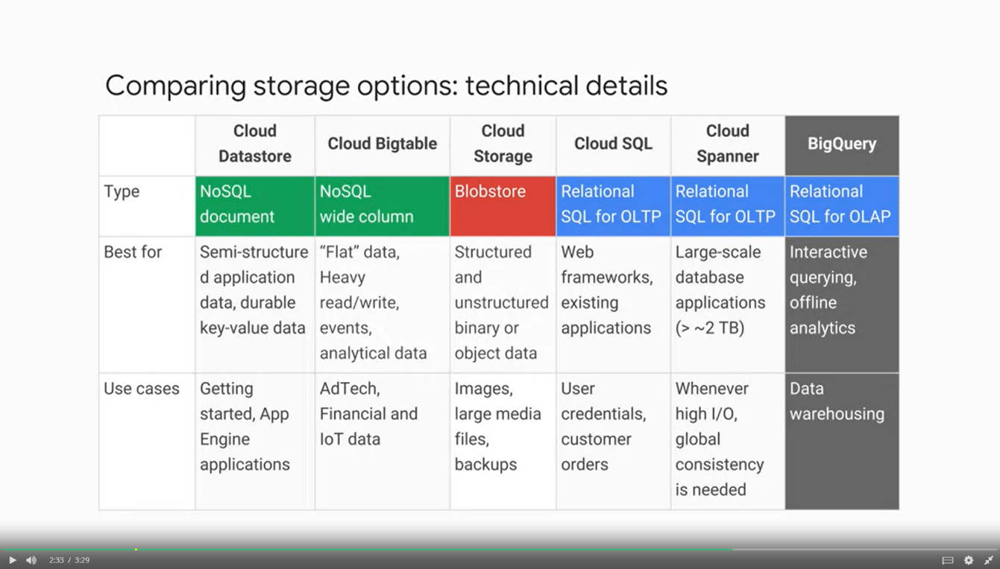 Comparing storage options: technical details
Cloud
Datastore
Cloud Bigtable
Cloud
Storage
Cloud SQL
Cloud
Spanner
BigQuery
Type
NoSQL
document
NoSQL
wide column
Blobstore
Relational
SQL for OLTP
Relational
SQL for OLTP
Relational
SQL for OLAP
Best for
Semi-structure
d application
data, durable
key-value data
“Flat” data,
Heavy
read/write,
events,
analytical data
Structured
and
unstructured
binary or
object data
Web
frameworks,
existing
applications
Large-scale
database
applications
(> ~2 TB)
Interactive
querying,
offline
analytics
Use cases
Getting
started, App
Engine
applications
AdTech,
Financial and
IoT data
Images,
large media
files,
backups
User
credentials,
customer
orders
Whenever
high I/O,
global
consistency
is needed
Data
warehousing
2:33 / 3:29